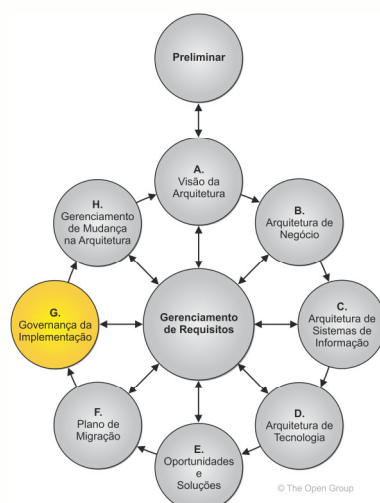 Preliminar
A.
Visão da
Arquitetura
B.
Arquitetura de
Negócio
C.
Arquitetura de
Sistemas de
Informação
D.
Arquitetura de
Tecnologia
E.
Oportunidades
e
Soluções
F.
Plano de
Migração
G.
Governança da
Implementação
H.
Gerenciamento
de Mudança
na Arquitetura
Gerenciamento
de Requisitos
© The Open Group